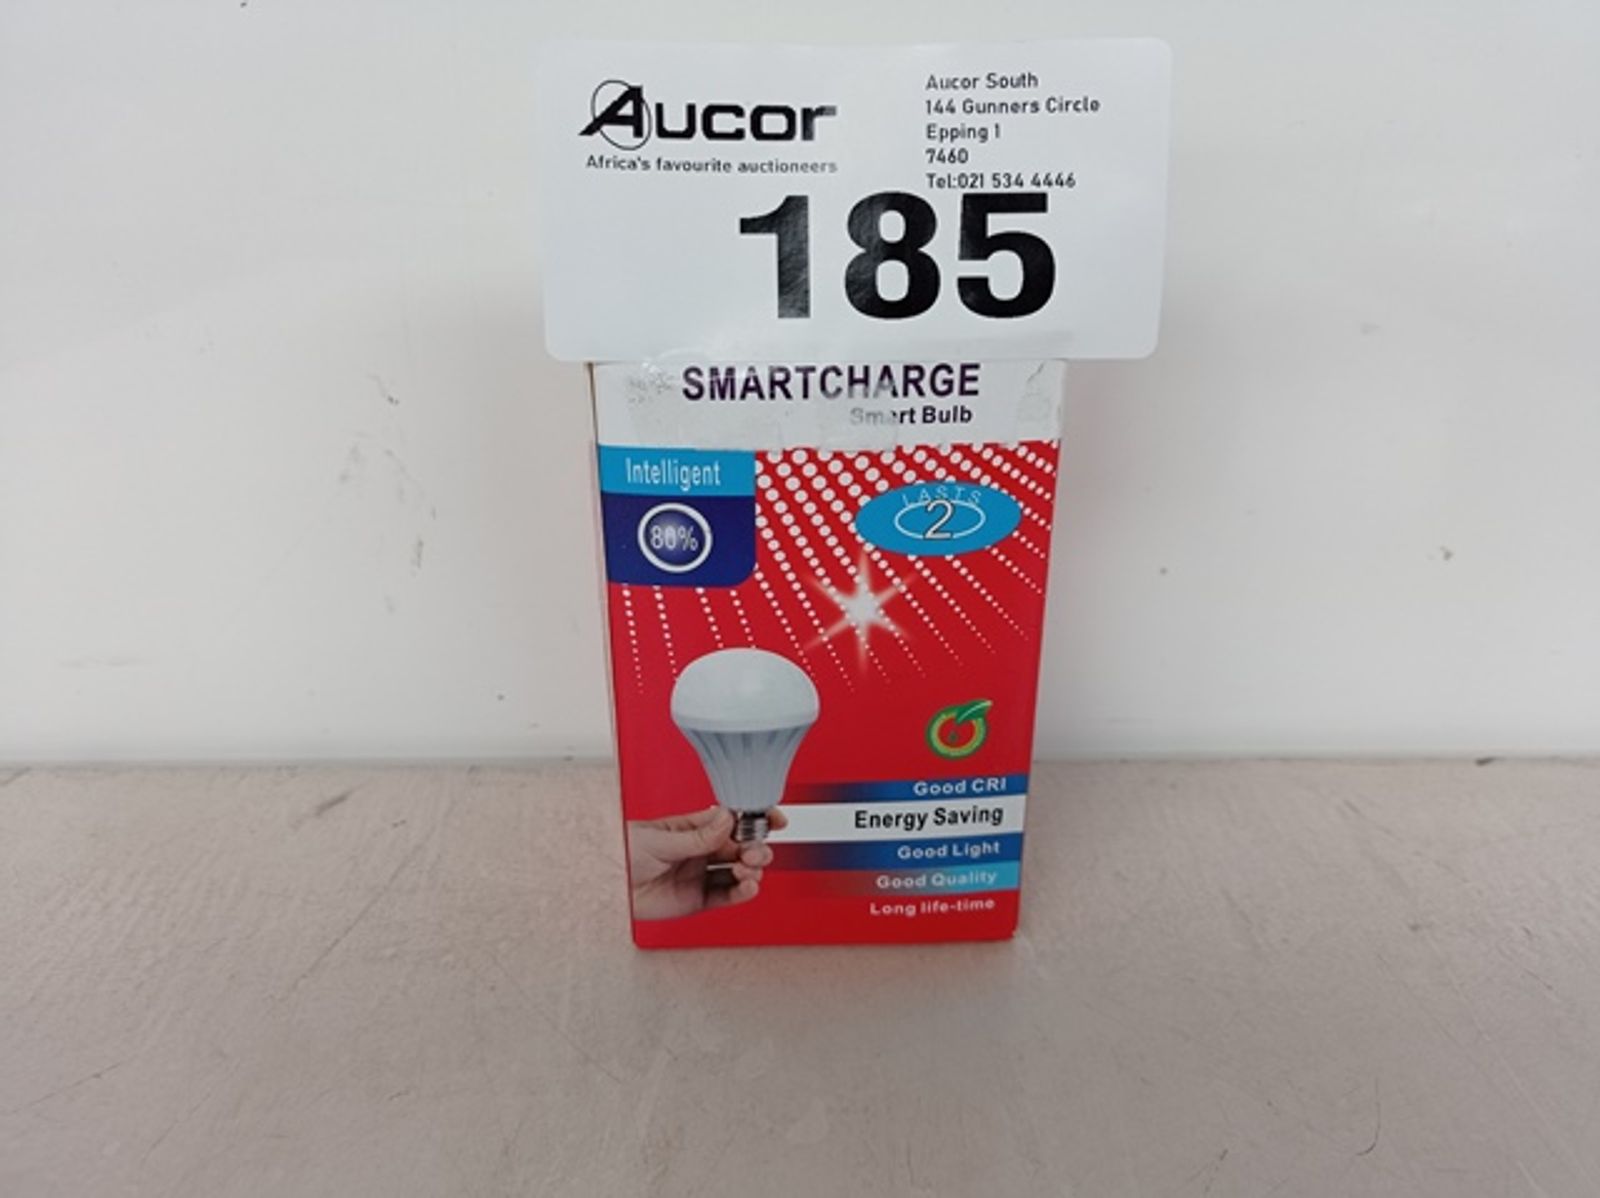 Aucor
Africa's favourite auctioneers
Aucor South
144 Gunners Circle
Epping 1
7460
Tel:021 534 4446
185
SMARTCHARGE
Smart Bulb
Intelligent
80%
LASTS
2
Good CRI
Energy Saving
Good Light
Good Quality
Long life-time